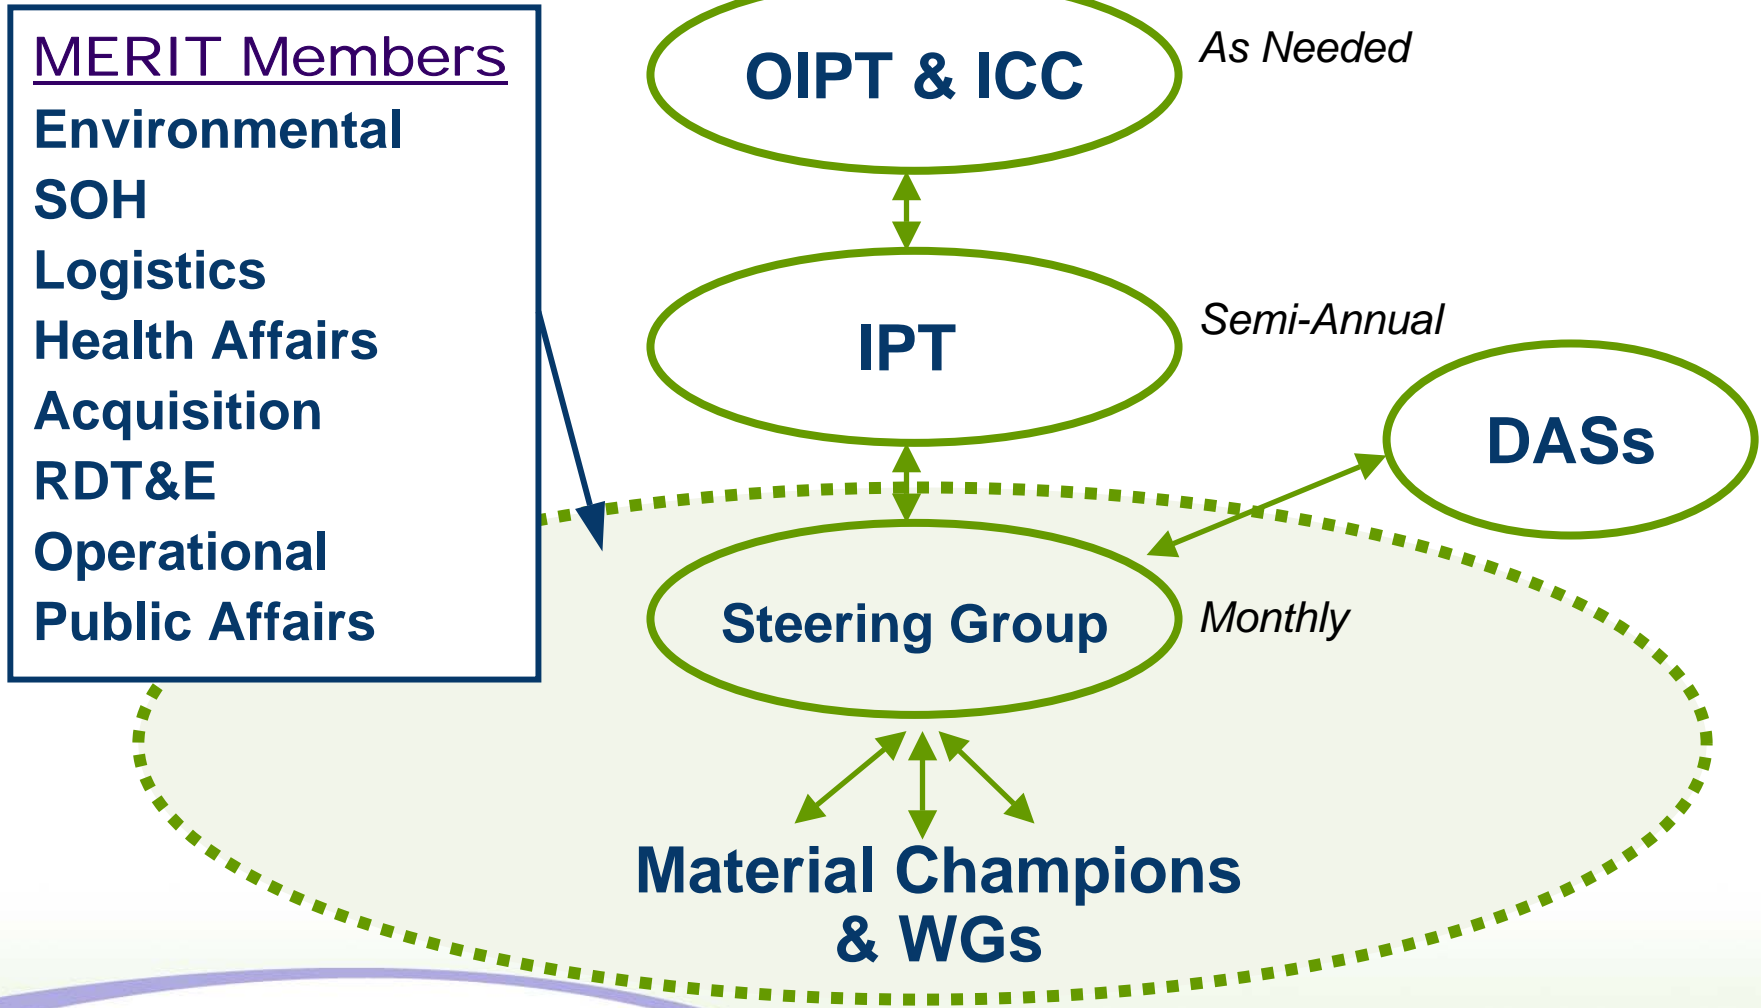 MERIT Members
Environmental
SOH
Logistics
Health Affairs
Acquisition
RDT&E
Operational
Public Affairs
OIPT & ICC
As Needed
IPT
Semi-Annual
DASs
Steering Group
Monthly
Material Champions
& WGs